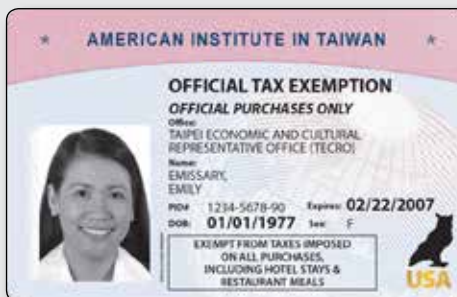 ★ AMERICAN INSTITUTE IN TAIWAN ★
OFFICIAL TAX EXEMPTION
OFFICIAL PURCHASES ONLY
Office:
TAIPEI ECONOMIC AND CULTURAL
REPRESENTATIVE OFFICE (TECRO)
Name:
EMISSARY,
EMILY
PID# 1234-5678-90 Expires: 02/22/2007
DOB: 01/01/1977 Sex: F
EXEMPT FROM TAXES IMPOSED
ON ALL PURCHASES,
INCLUDING HOTEL STAYS &
RESTAURANT MEALS
USA